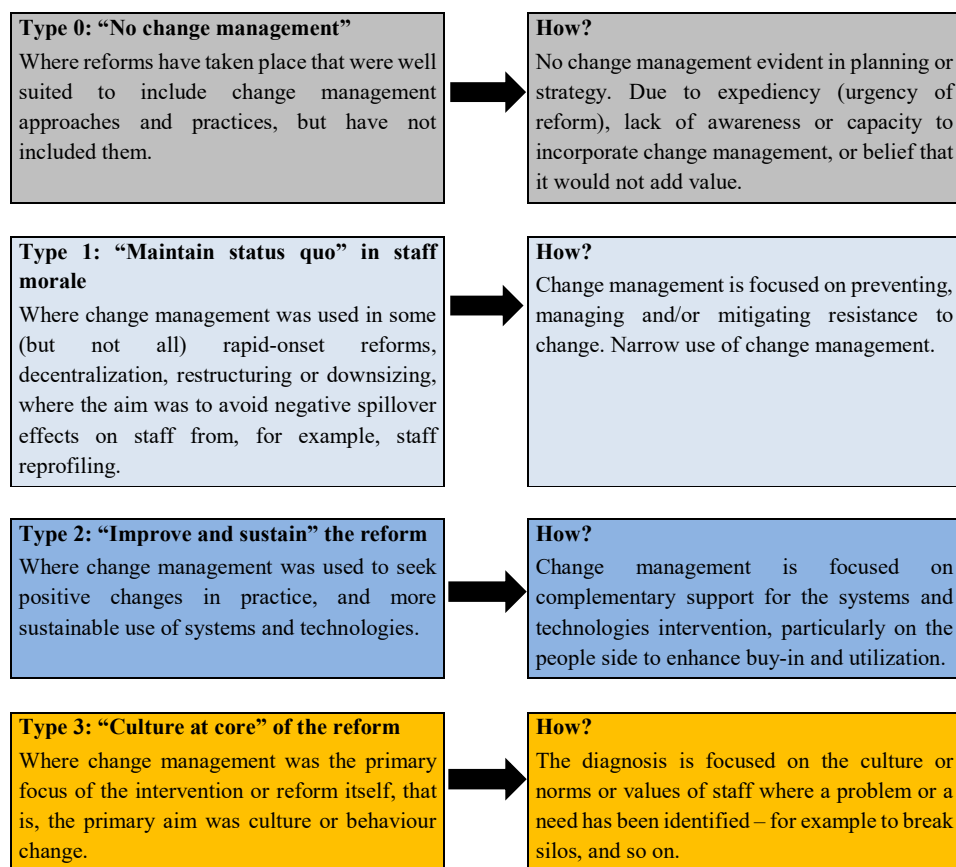 Type 0: “No change management”
Where reforms have taken place that were well
suited to include change management
approaches and practices, but have not
included them.
How?
No change management evident in planning or
strategy. Due to expediency (urgency of
reform), lack of awareness or capacity to
incorporate change management, or belief that
it would not add value.
Type 1: “Maintain status quo” in staff
morale
Where change management was used in some
(but not all) rapid-onset reforms,
decentralization, restructuring or downsizing,
where the aim was to avoid negative spillover
effects on staff from, for example, staff
reprofiling.
How?
Change management is focused on preventing,
managing and/or mitigating resistance to
change. Narrow use of change management.
Type 2: “Improve and sustain” the reform
Where change management was used to seek
positive changes in practice, and more
sustainable use of systems and technologies.
How?
Change management is focused on
complementary support for the systems and
technologies intervention, particularly on the
people side to enhance buy-in and utilization.
Type 3: “Culture at core” of the reform
Where change management was the primary
focus of the intervention or reform itself, that
is, the primary aim was culture or behaviour
change.
How?
The diagnosis is focused on the culture or
norms or values of staff where a problem or a
need has been identified – for example to break
silos, and so on.